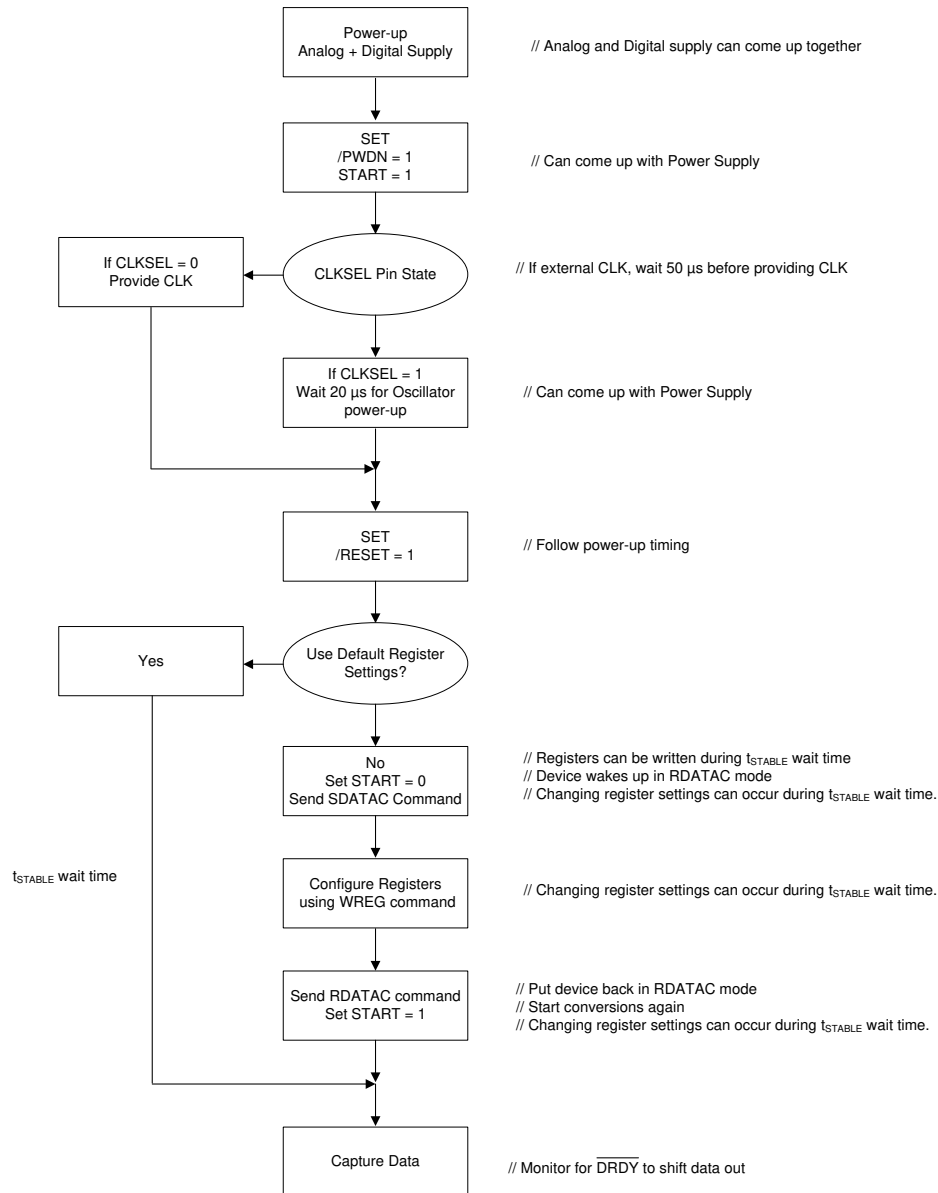 Power-up
Analog + Digital Supply
// Analog and Digital supply can come up together
SET
/PWDN = 1
START = 1
// Can come up with Power Supply
If CLKSEL = 0
Provide CLK
CLKSEL Pin State
// If external CLK, wait 50 µs before providing CLK
If CLKSEL = 1
Wait 20 µs for Oscillator
power-up
// Can come up with Power Supply
SET
/RESET = 1
// Follow power-up timing
Yes
Use Default Register
Settings?
No
Set START = 0
Send SDATAC Command
// Registers can be written during tSTABLE wait time
// Device wakes up in RDATAC mode
// Changing register settings can occur during tSTABLE wait time.
tSTABLE wait time
Configure Registers
using WREG command
// Changing register settings can occur during tSTABLE wait time.
Send RDATAC command
Set START = 1
// Put device back in RDATAC mode
// Start conversions again
// Changing register settings can occur during tSTABLE wait time.
Capture Data
// Monitor for D̅R̅D̅Y̅ to shift data out